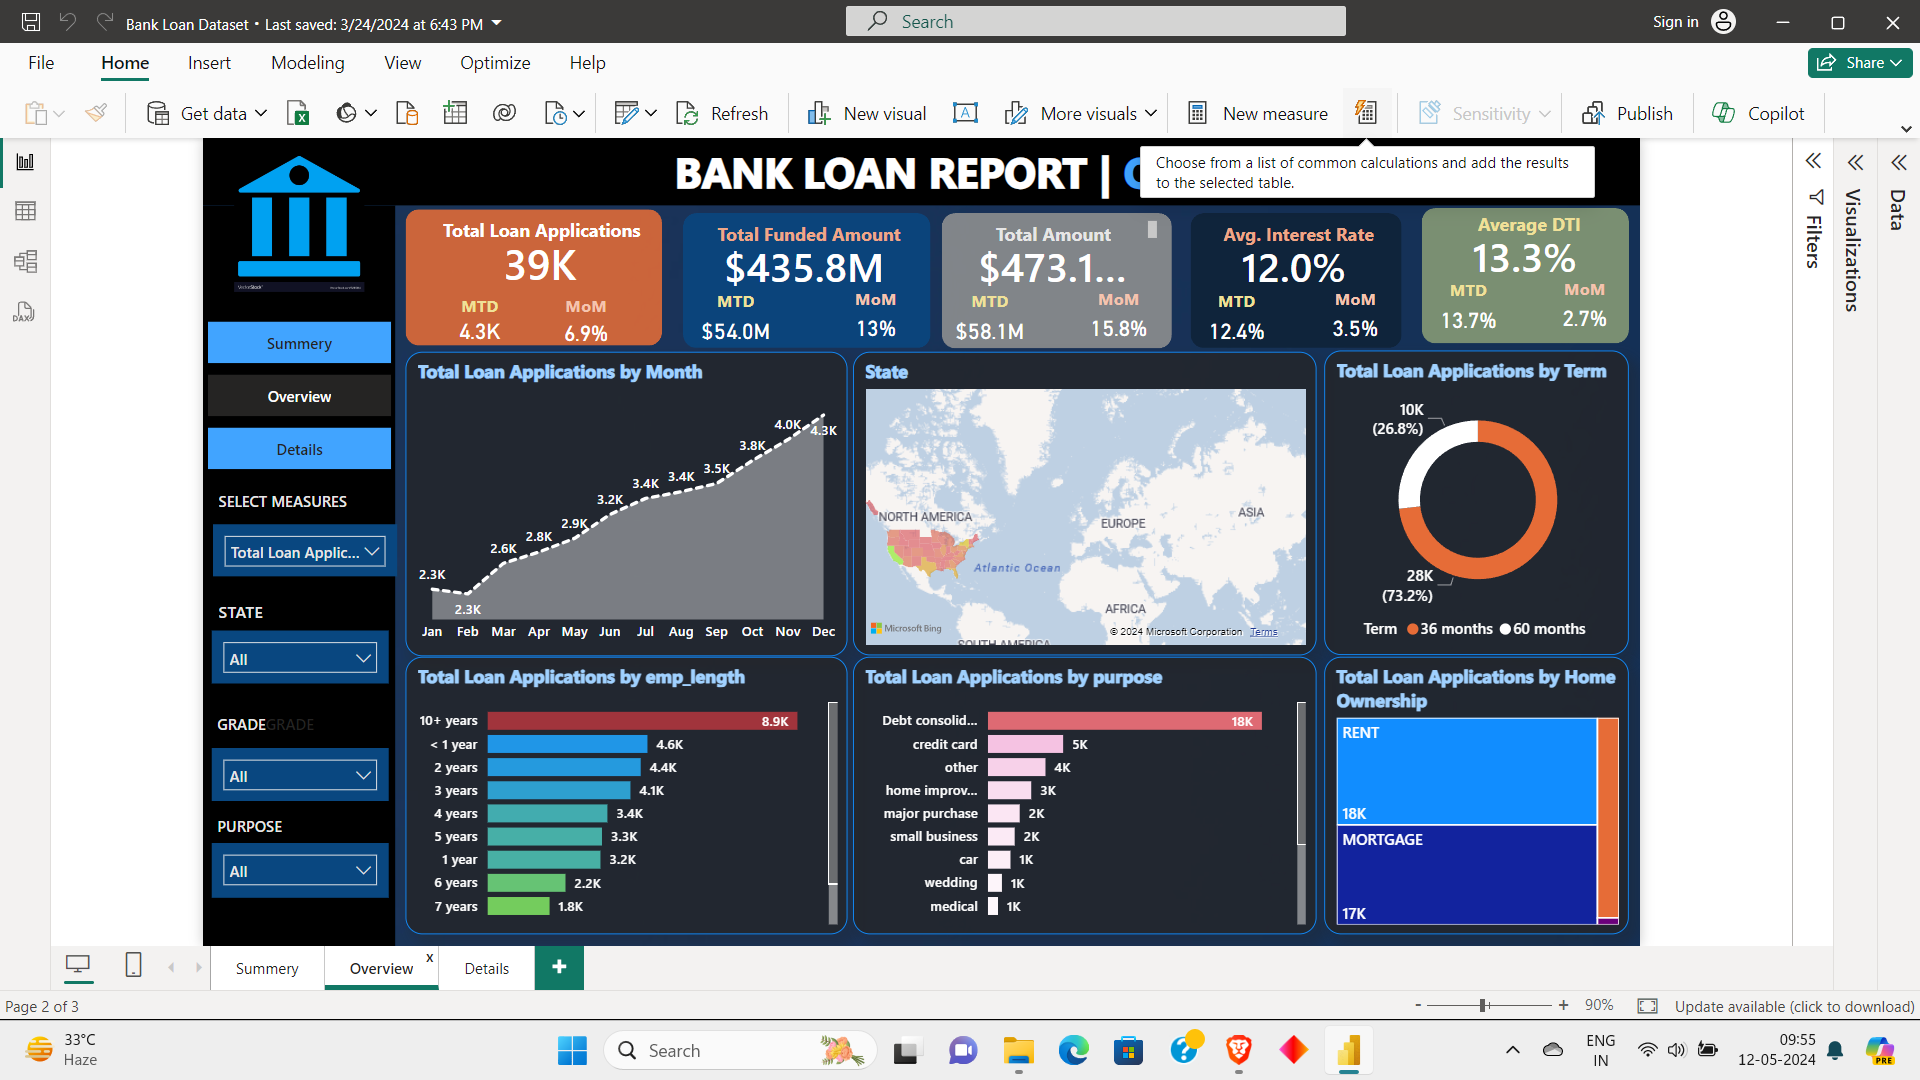 Bank Loan Dataset • Last saved: 3/24/2024 at 6:43 PM
Search
Sign in
File
Home
Insert
Modeling
View
Optimize
Help
Share
Get data
Refresh
New visual
More visuals
New measure
Sensitivity
Publish
Copilot
BANK LOAN REPORT |
Choose from a list of common calculations and add the results
to the selected table.
Filters
Visualizations
Data
DAX
Summery
Overview
Details
SELECT MEASURES
Total Loan Applic...
STATE
All
GRADEGRADE
All
PURPOSE
All
Total Loan Applications
39K
MTD
MoM
4.3K
6.9%
Total Funded Amount
$435.8M
MTD
MoM
$54.0M
13%
Total Amount
$473.1...
MTD
MoM
$58.1M
15.8%
Avg. Interest Rate
12.0%
MTD
MoM
12.4%
3.5%
Average DTI
13.3%
MTD
MoM
13.7%
2.7%
Total Loan Applications by Month
2.3K
2.3K
2.6K
2.8K
2.9K
3.2K
3.4K
3.4K
3.5K
3.8K
4.0K
4.3K
Jan Feb Mar Apr May Jun Jul Aug Sep Oct Nov Dec
State
NORTH AMERICA
EUROPE
ASIA
Atlantic Ocean
AFRICA
SOUTH AMERICA
Microsoft Bing
© 2024 Microsoft Corporation Terms
Total Loan Applications by Term
10K
(26.8%)
28K
(73.2%)
Term 36 months 60 months
Total Loan Applications by emp_length
10+ years 8.9K
< 1 year 4.6K
2 years 4.4K
3 years 4.1K
4 years 3.4K
5 years 3.3K
1 year 3.2K
6 years 2.2K
7 years 1.8K
Total Loan Applications by purpose
Debt consolid... 18K
credit card 5K
other 4K
home improv... 3K
major purchase 2K
small business 2K
car 1K
wedding 1K
medical 1K
Total Loan Applications by Home
Ownership
RENT
18K
MORTGAGE
17K
Summery
Overview
x
Details
+
Page 2 of 3
- + 90%
Update available (click to download)
33°C
Haze
Search
ENG
IN
09:55
12-05-2024
PRE